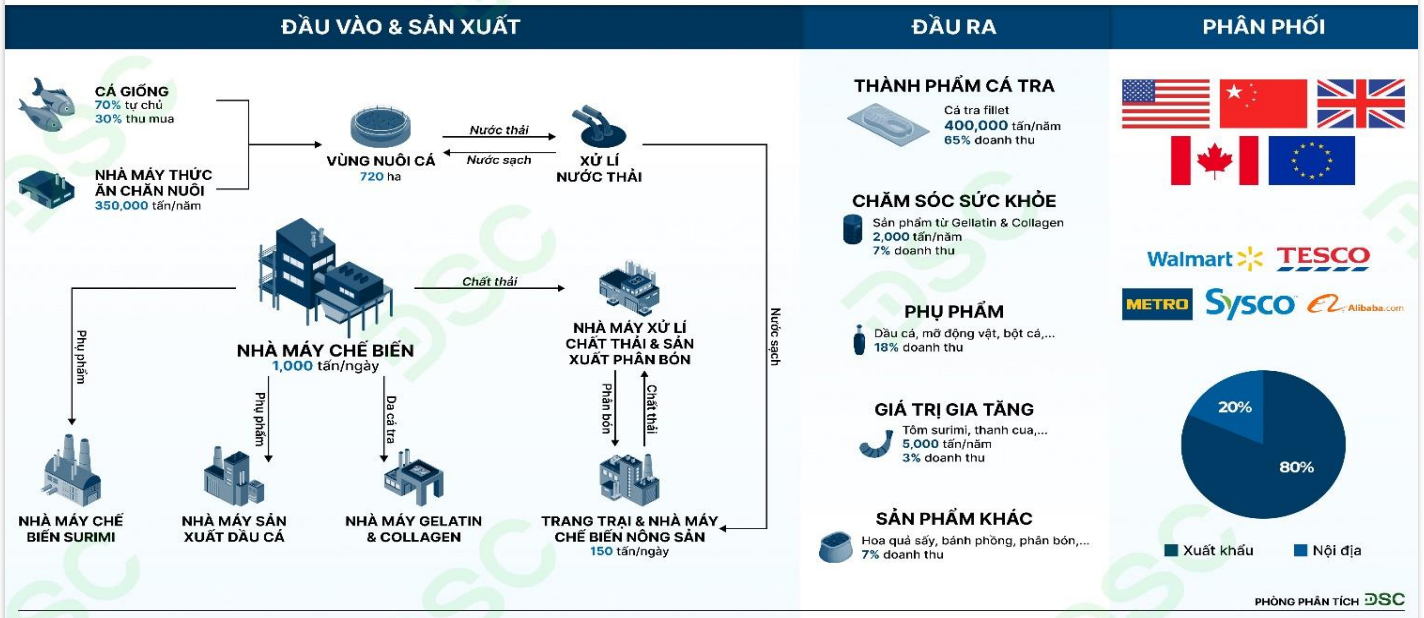 ĐẦU VÀO & SẢN XUẤT
CÁ GIỐNG
70% tự chủ
30% thu mua
NHÀ MÁY THỨC
ĂN CHĂN NUÔI
350,000 tấn/năm
VÙNG NUÔI CÁ
720 ha
Nước thải
Nước sạch
XỬ LÍ
NƯỚC THẢI
NHÀ MÁY CHẾ BIẾN
1,000 tấn/ngày
Chất thải
NHÀ MÁY XỬ LÍ
CHẤT THẢI & SẢN
XUẤT PHÂN BÓN
Nước sạch
Phụ phẩm
Phụ phẩm
Da cá tra
Phân bón
Chất thải
NHÀ MÁY CHẾ
BIẾN SURIMI
NHÀ MÁY SẢN
XUẤT DẦU CÁ
NHÀ MÁY GELATIN
& COLLAGEN
TRANG TRẠI & NHÀ MÁY
CHẾ BIẾN NÔNG SẢN
150 tấn/ngày
ĐẦU RA
THÀNH PHẨM CÁ TRA
Cá tra fillet
400,000 tấn/năm
65% doanh thu
CHĂM SÓC SỨC KHỎE
Sản phẩm từ Gellatin & Collagen
2,000 tấn/năm
7% doanh thu
PHỤ PHẨM
Dầu cá, mỡ động vật, bột cá,...
18% doanh thu
GIÁ TRỊ GIA TĂNG
Tôm surimi, thanh cua,...
5,000 tấn/năm
3% doanh thu
SẢN PHẨM KHÁC
Hoa quả sấy, bánh phồng, phân bón,...
7% doanh thu
PHÂN PHỐI
Walmart TESCO
METRO Sysco Alibaba.com
20%
80%
Xuất khẩu Nội địa
PHÒNG PHÂN TÍCH DSC
DSC
DSC
DSC
DSC